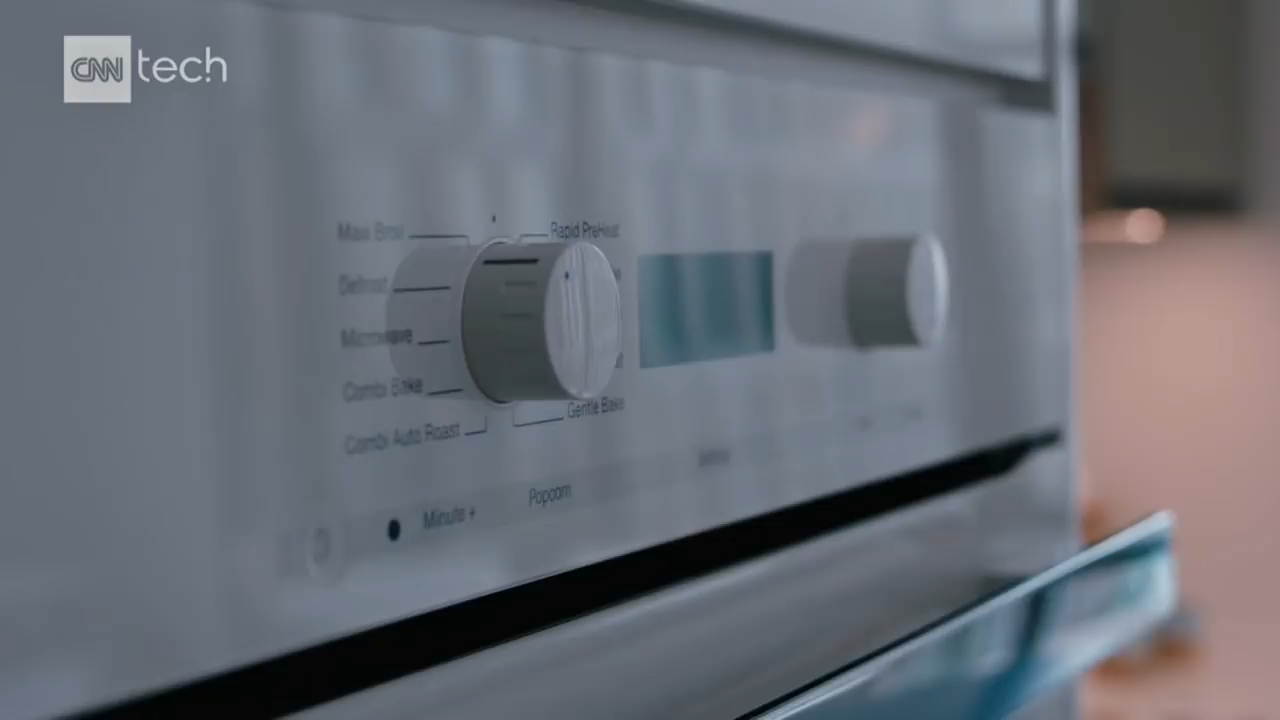 CNN tech
Maxi Broil
Rapid PreHeat
Defrost
Microwave
Combi Bake
Gentle Bake
Combi Auto Roast
Popcorn
Minute +